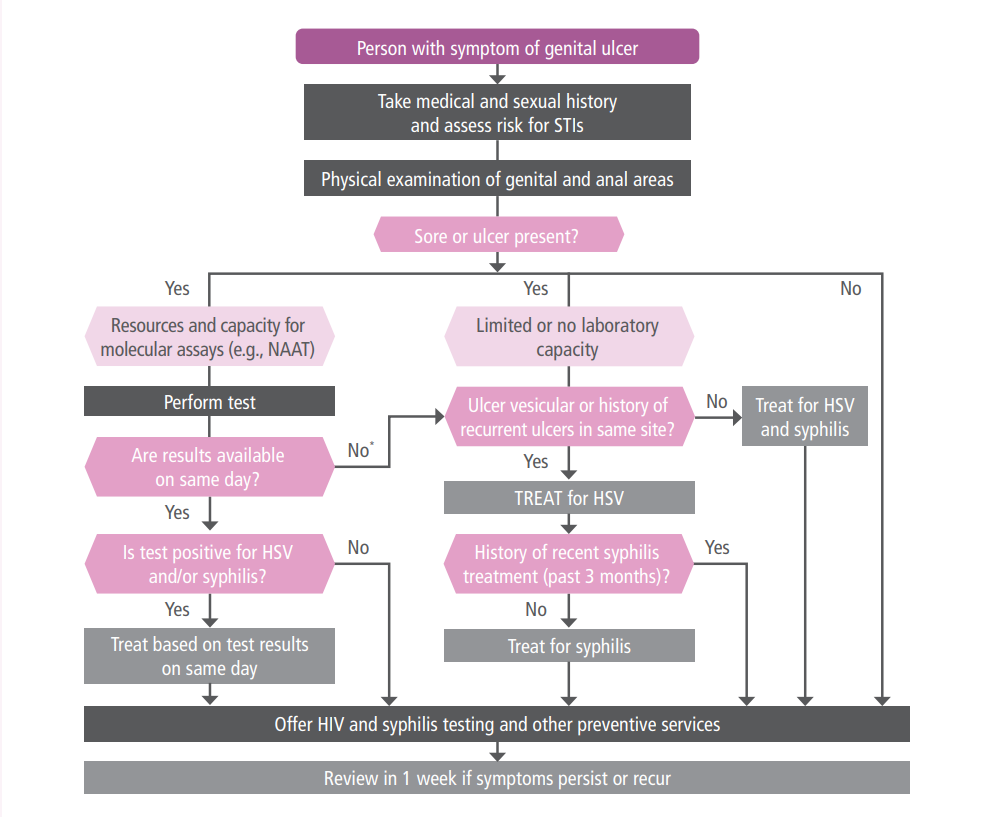 Person with symptom of genital ulcer
Take medical and sexual history
and assess risk for STIs
Physical examination of genital and anal areas
Sore or ulcer present?
Yes
Yes
No
Resources and capacity for
molecular assays (e.g., NAAT)
Limited or no laboratory
capacity
Perform test
Ulcer vesicular or history of
recurrent ulcers in same site?
No
Treat for HSV
and syphilis
Are results available
on same day?
No*
Yes
Yes
TREAT for HSV
Is test positive for HSV
and/or syphilis?
No
History of recent syphilis
treatment (past 3 months)?
Yes
Yes
No
Treat based on test results
on same day
Treat for syphilis
Offer HIV and syphilis testing and other preventive services
Review in 1 week if symptoms persist or recur